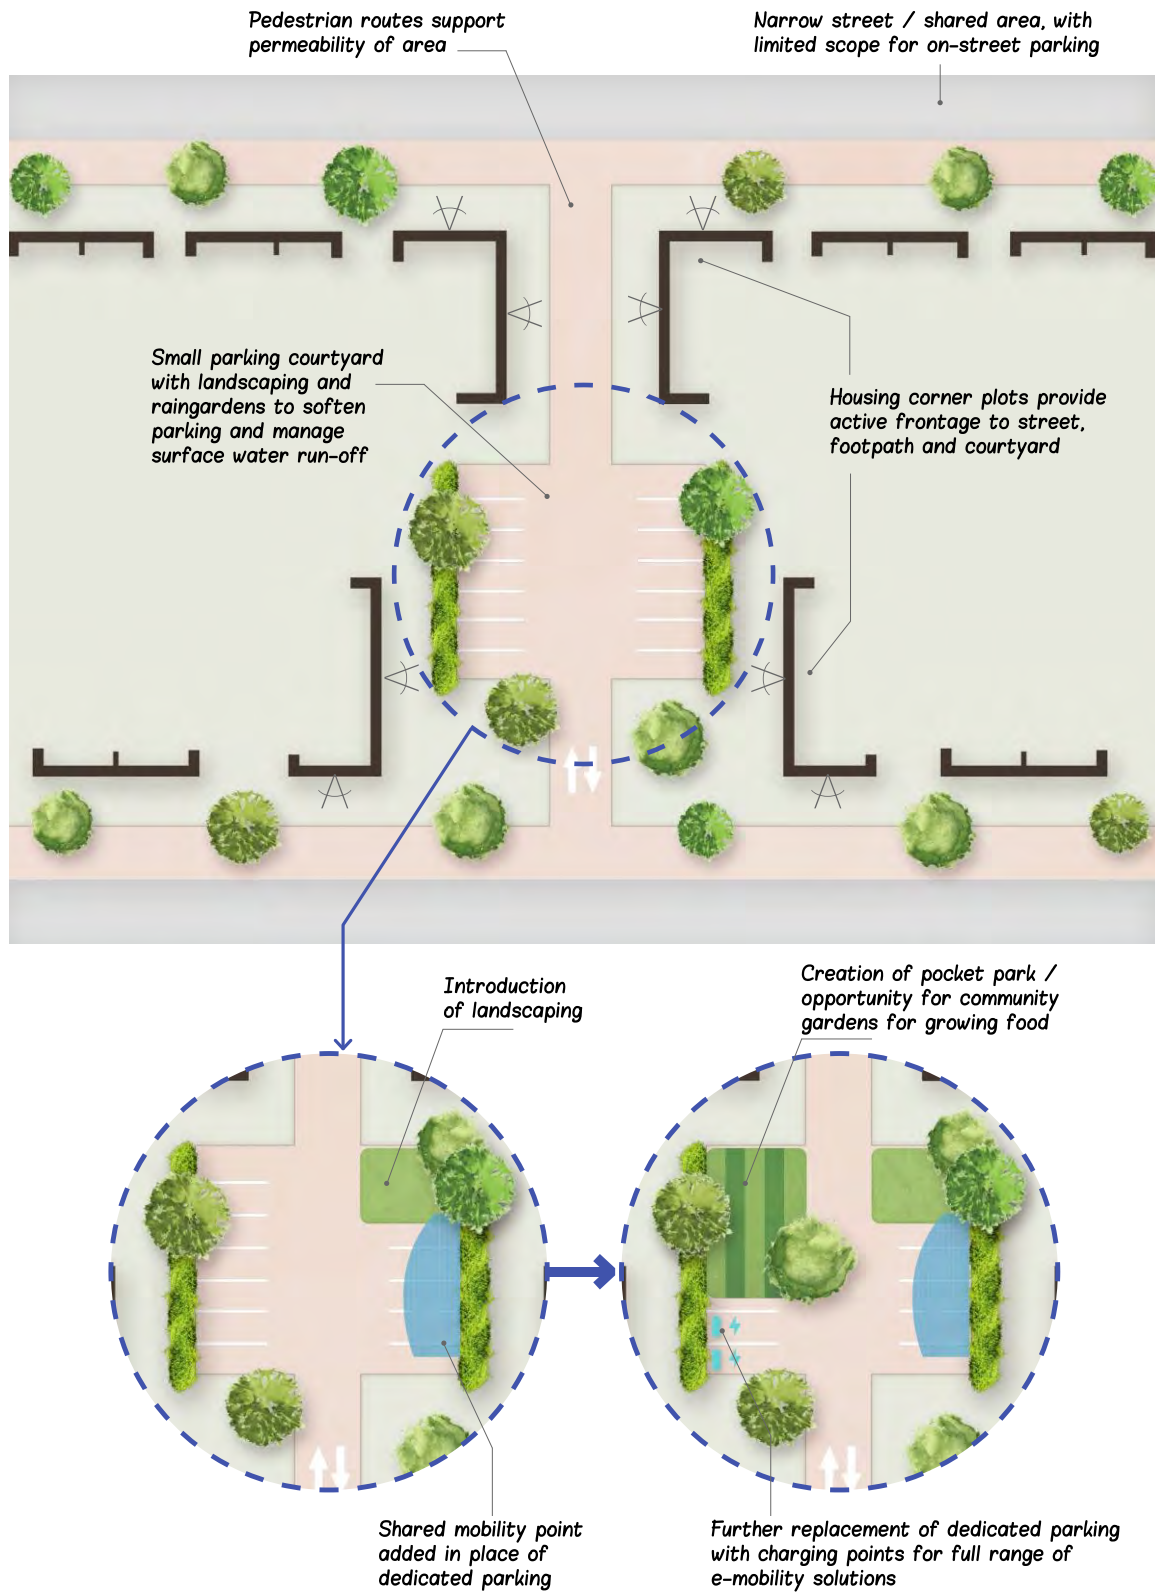 Pedestrian routes support
permeability of area
Narrow street / shared area, with
limited scope for on-street parking
Small parking courtyard
with landscaping and
raingardens to soften
parking and manage
surface water run-off
Housing corner plots provide
active frontage to street,
footpath and courtyard
Introduction
of landscaping
Creation of pocket park /
opportunity for community
gardens for growing food
Shared mobility point
added in place of
dedicated parking
Further replacement of dedicated parking
with charging points for full range of
e-mobility solutions